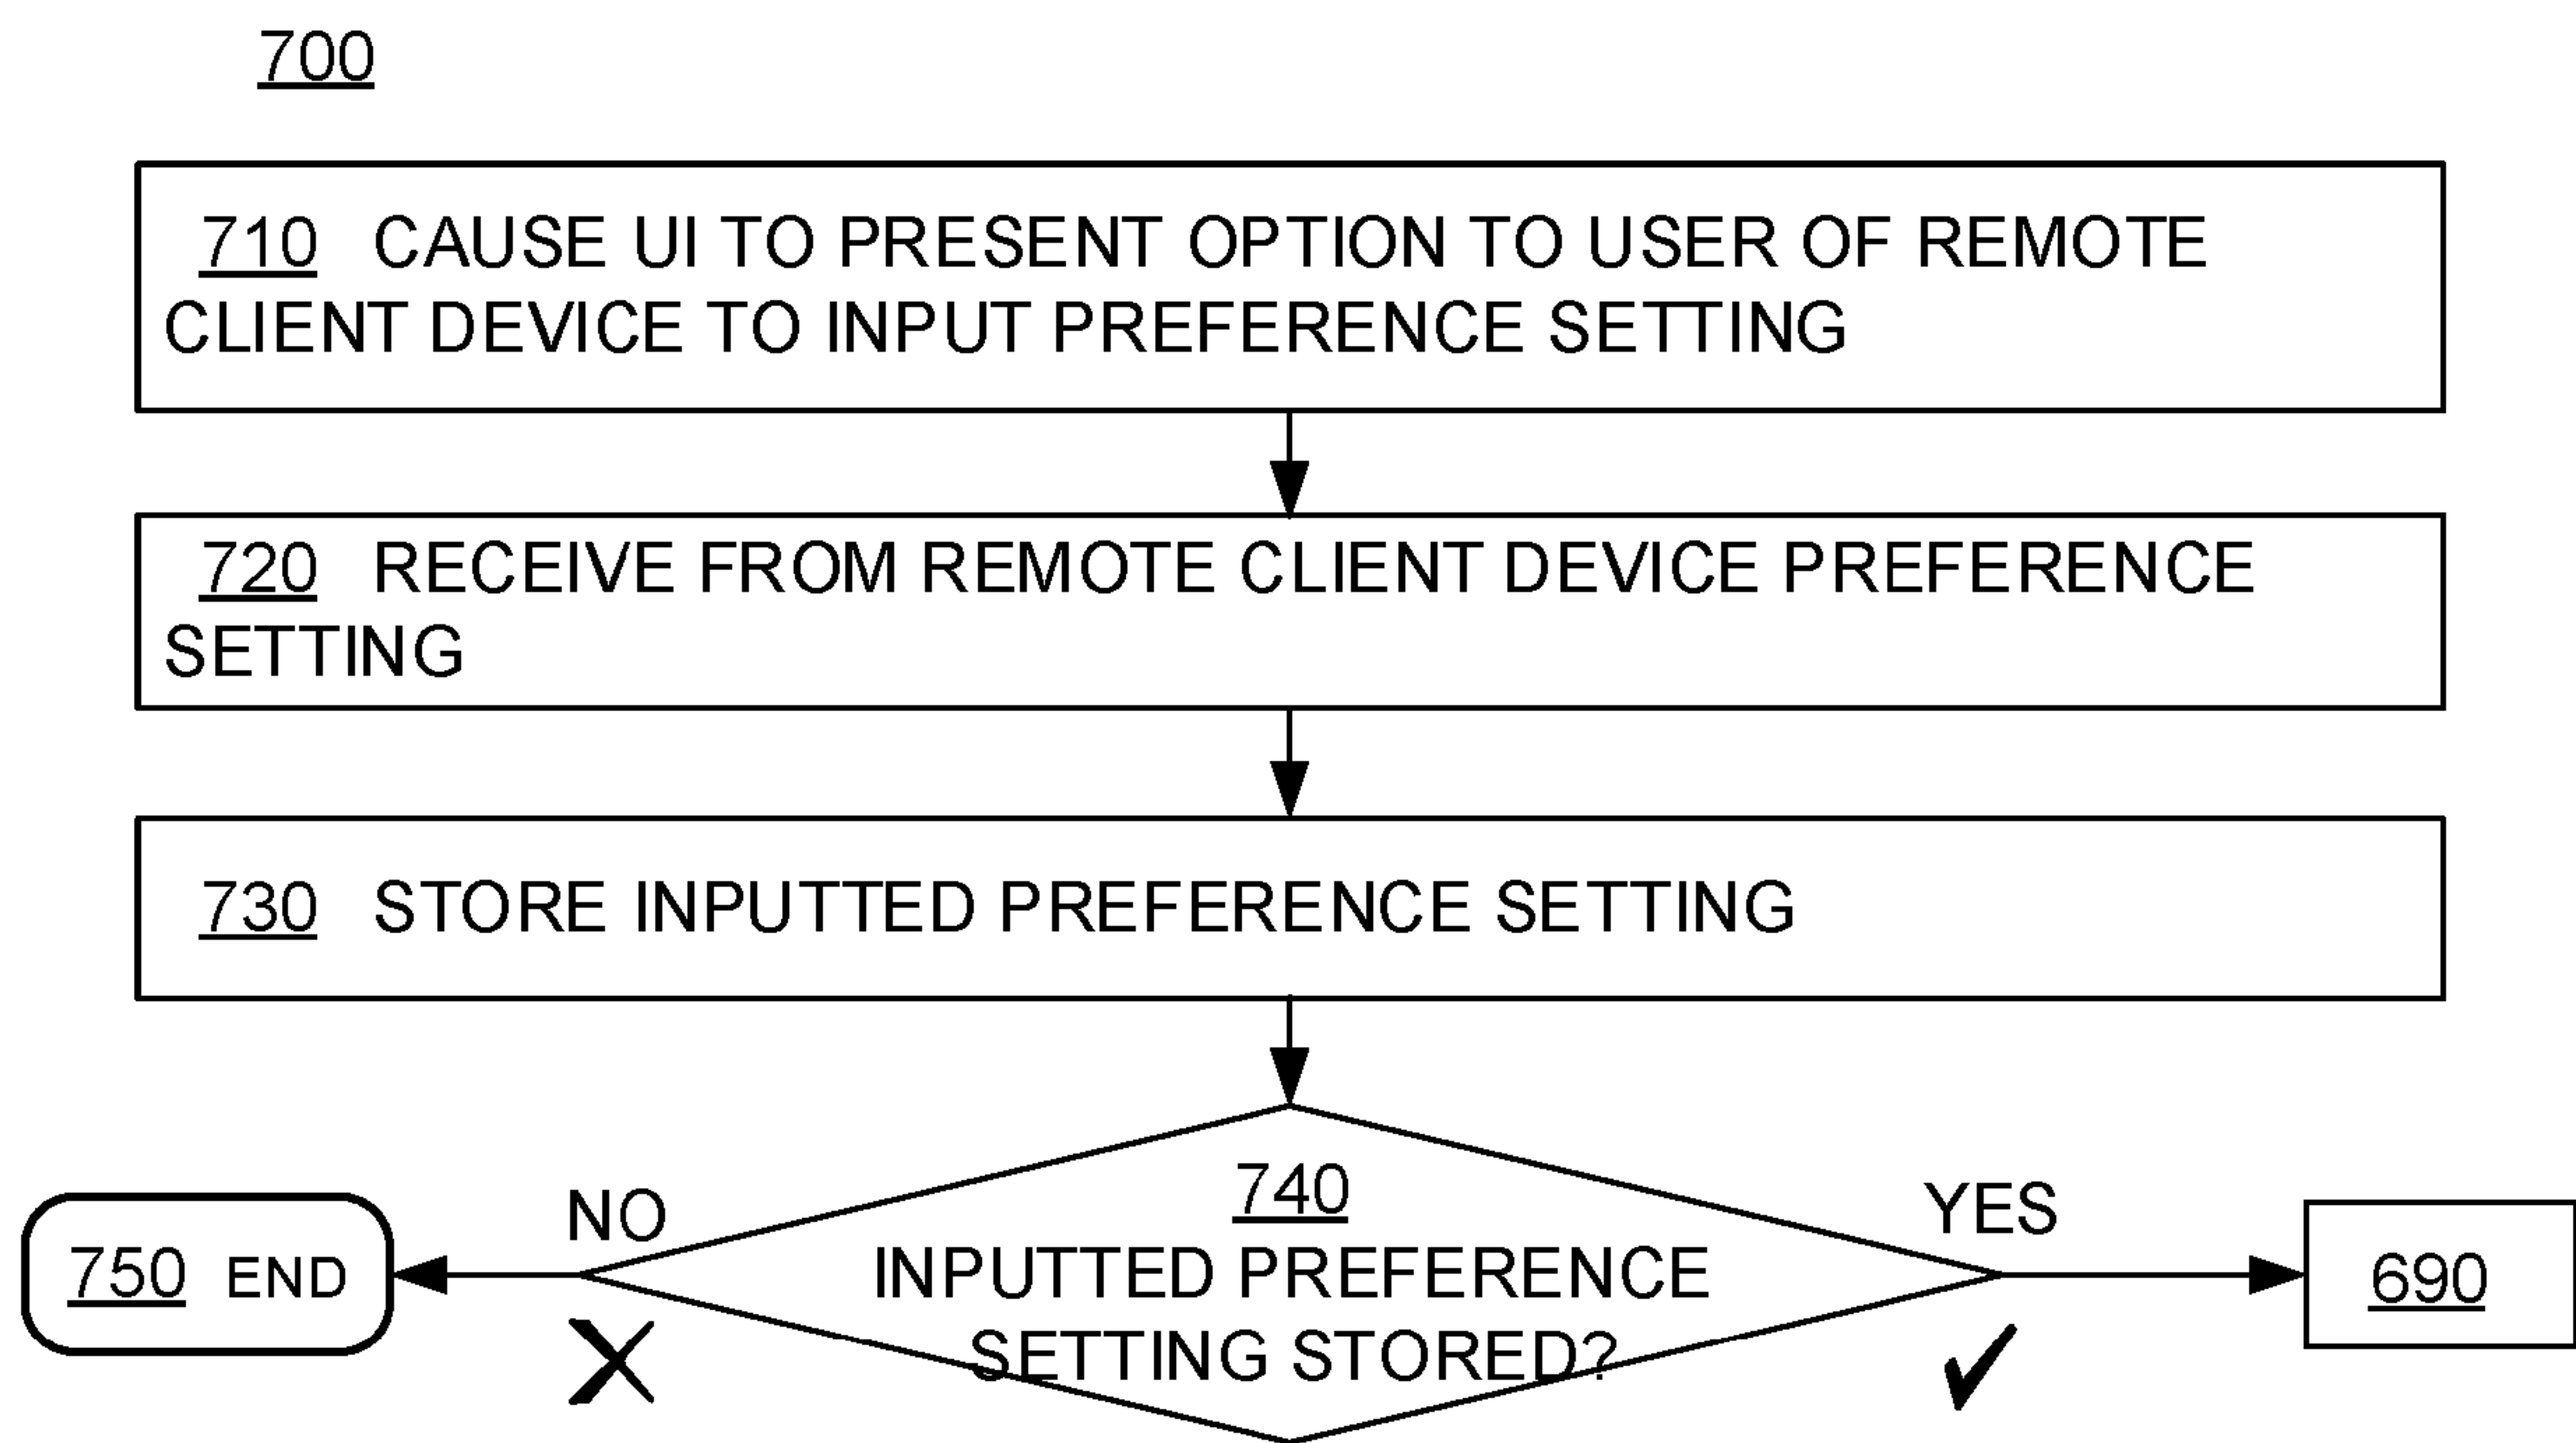 700
710 CAUSE UI TO PRESENT OPTION TO USER OF REMOTE
CLIENT DEVICE TO INPUT PREFERENCE SETTING
720 RECEIVE FROM REMOTE CLIENT DEVICE PREFERENCE
SETTING
730 STORE INPUTTED PREFERENCE SETTING
740
INPUTTED PREFERENCE
SETTING STORED?
NO
750 END
YES
690